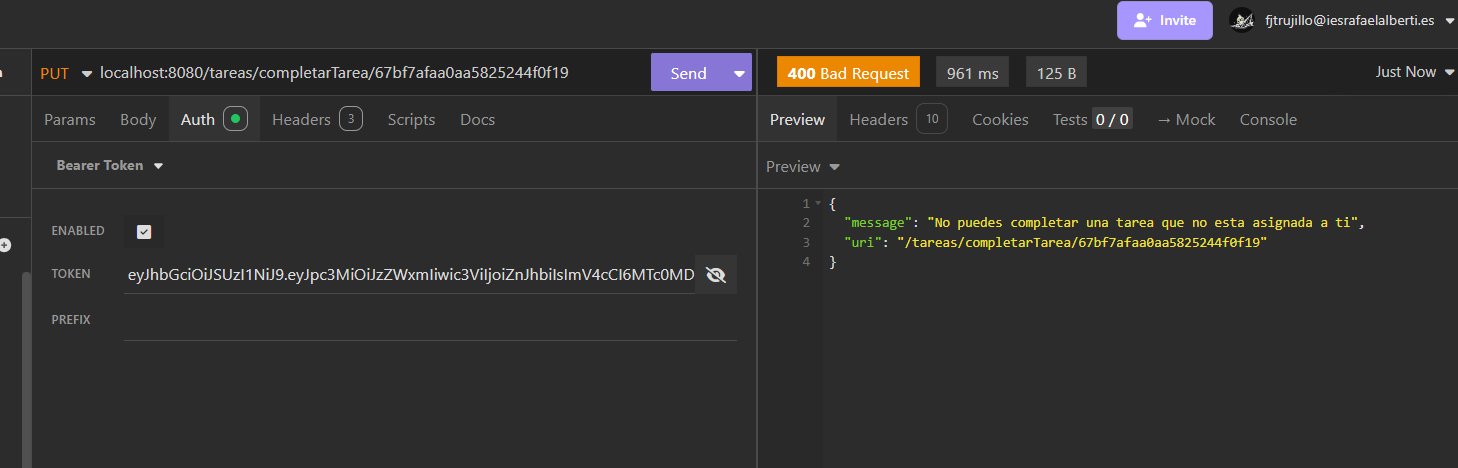 Invite
fjtrujillo@iesrafaelalberti.es
PUT localhost:8080/tareas/completarTarea/67bf7afaa0aa5825244f0f19 Send
400 Bad Request 961 ms 125 B Just Now
Params Body Auth Headers 3 Scripts Docs
Preview Headers 10 Cookies Tests 0 / 0 → Mock Console
Bearer Token
Preview
ENABLED
TOKEN eyJhbGciOiJSUzI1NiJ9.eyJpc3MiOiJzZWxmIiwic3ViIjoiZnJhbiIsImV4cCI6MTc0MD
PREFIX
1 {
2 "message": "No puedes completar una tarea que no esta asignada a ti",
3 "uri": "/tareas/completarTarea/67bf7afaa0aa5825244f0f19"
4 }